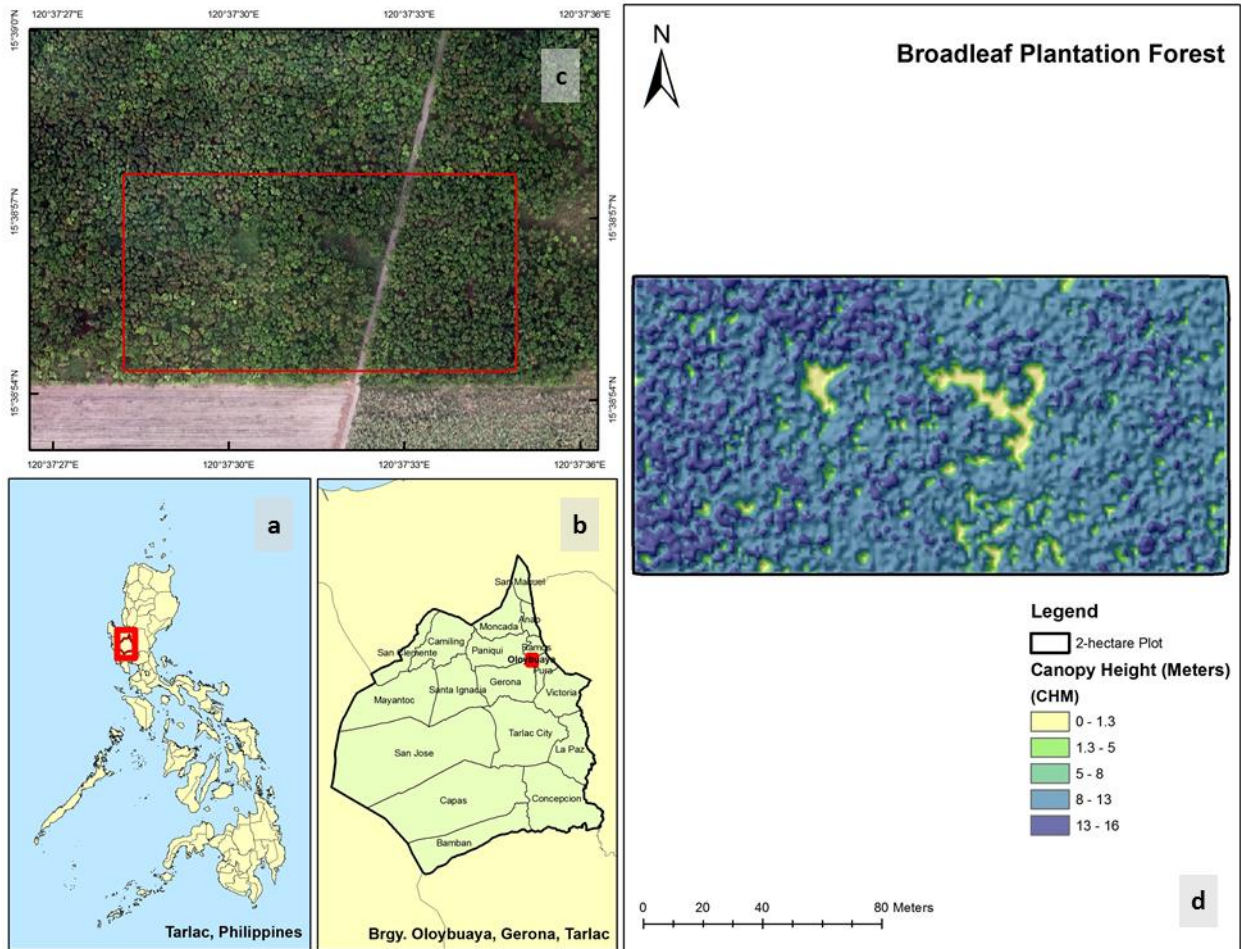 120°37'27"E
120°37'30"E
120°37'33"E
120°37'36"E
15°39'0"N
15°38'57"N
15°38'54"N
c
15°38'57"N
15°38'54"N
120°37'27"E
120°37'30"E
120°37'33"E
120°37'36"E
a
Tarlac, Philippines
b
San Manuel
Anao
Moncada
Camiling
Ramos
San Clemente
Paniqui
Oloybuaya
Pura
Gerona
Santa Ignacia
Mayantoc
Victoria
Tarlac City
La Paz
San Jose
Capas
Concepcion
Bamban
Brgy. Oloybuaya, Gerona, Tarlac
N
Broadleaf Plantation Forest
Legend
2-hectare Plot
Canopy Height (Meters)
(CHM)
0 - 1.3
1.3 - 5
5 - 8
8 - 13
13 - 16
0 20 40 80 Meters
d